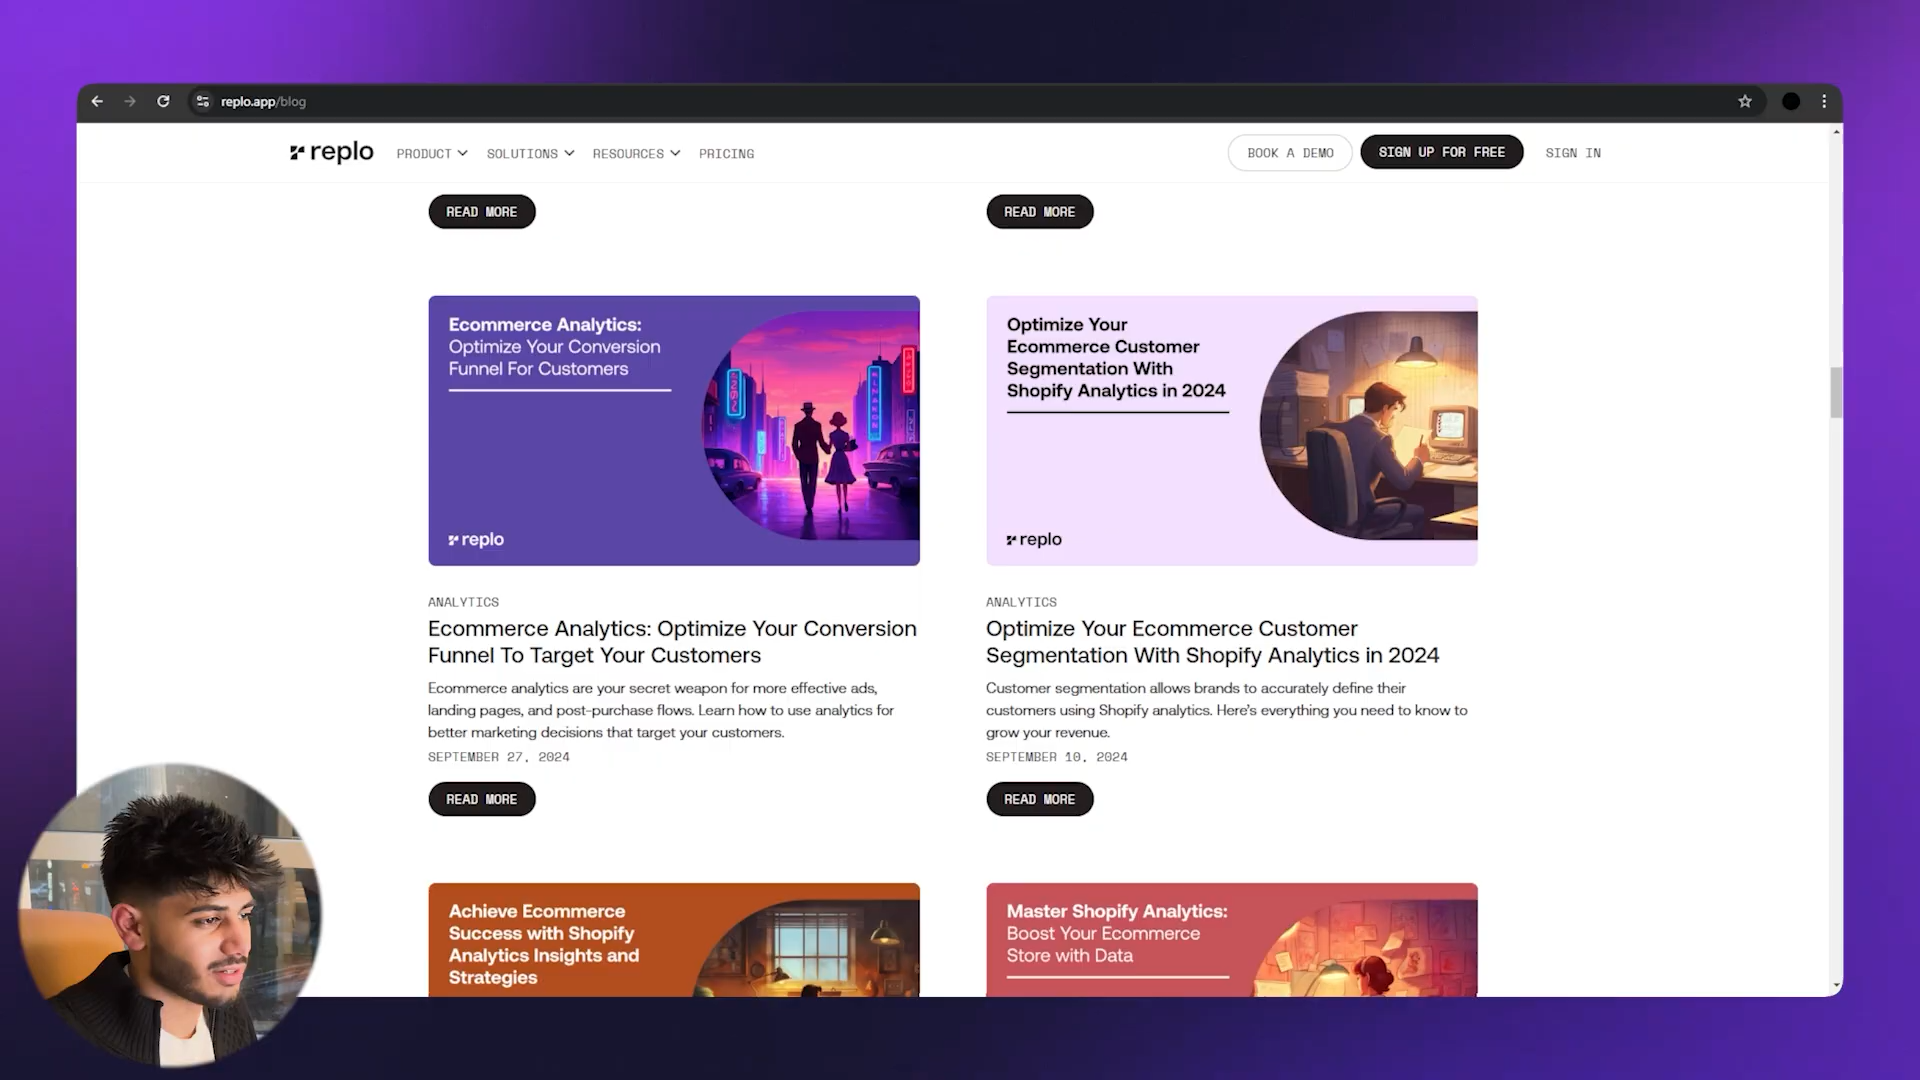 replo.app/blog
replo
PRODUCT
SOLUTIONS
RESOURCES
PRICING
BOOK A DEMO
SIGN UP FOR FREE
SIGN IN
READ MORE
READ MORE
Ecommerce Analytics:
Optimize Your Conversion
Funnel For Customers
replo
ANALYTICS
Ecommerce Analytics: Optimize Your Conversion
Funnel To Target Your Customers
Ecommerce analytics are your secret weapon for more effective ads,
landing pages, and post-purchase flows. Learn how to use analytics for
better marketing decisions that target your customers.
SEPTEMBER 27, 2024
READ MORE
Optimize Your
Ecommerce Customer
Segmentation With
Shopify Analytics in 2024
replo
ANALYTICS
Optimize Your Ecommerce Customer
Segmentation With Shopify Analytics in 2024
Customer segmentation allows brands to accurately define their
customers using Shopify analytics. Here's everything you need to know to
grow your revenue.
SEPTEMBER 10, 2024
READ MORE
Achieve Ecommerce
Success with Shopify
Analytics Insights and
Strategies
Master Shopify Analytics:
Boost Your Ecommerce
Store with Data